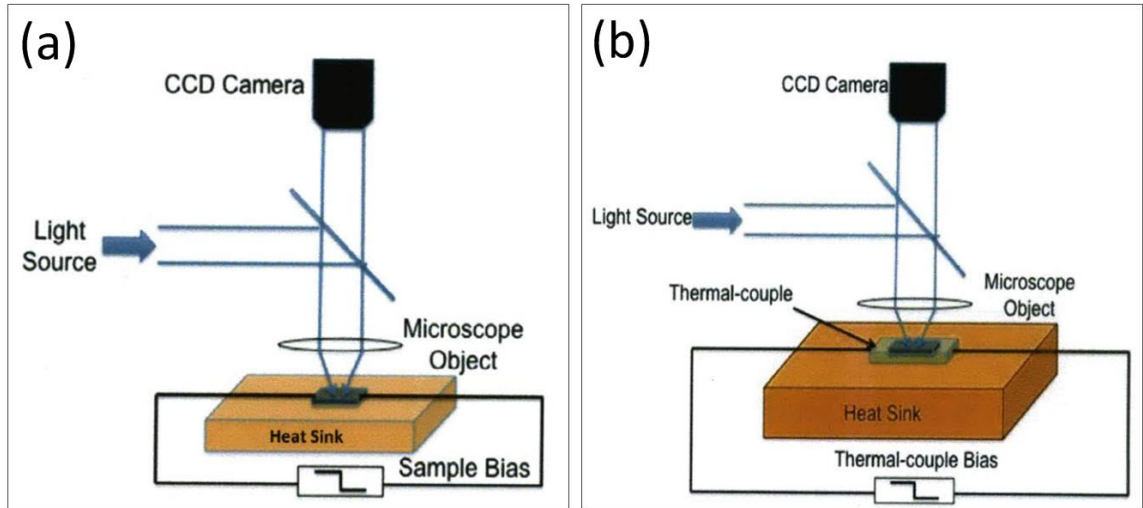 (a)
CCD Camera
Light
Source
Microscope
Object
Heat Sink
Sample Bias
(b)
CCD Camera
Light Source
Thermal-couple
Microscope
Object
Heat Sink
Thermal-couple Bias